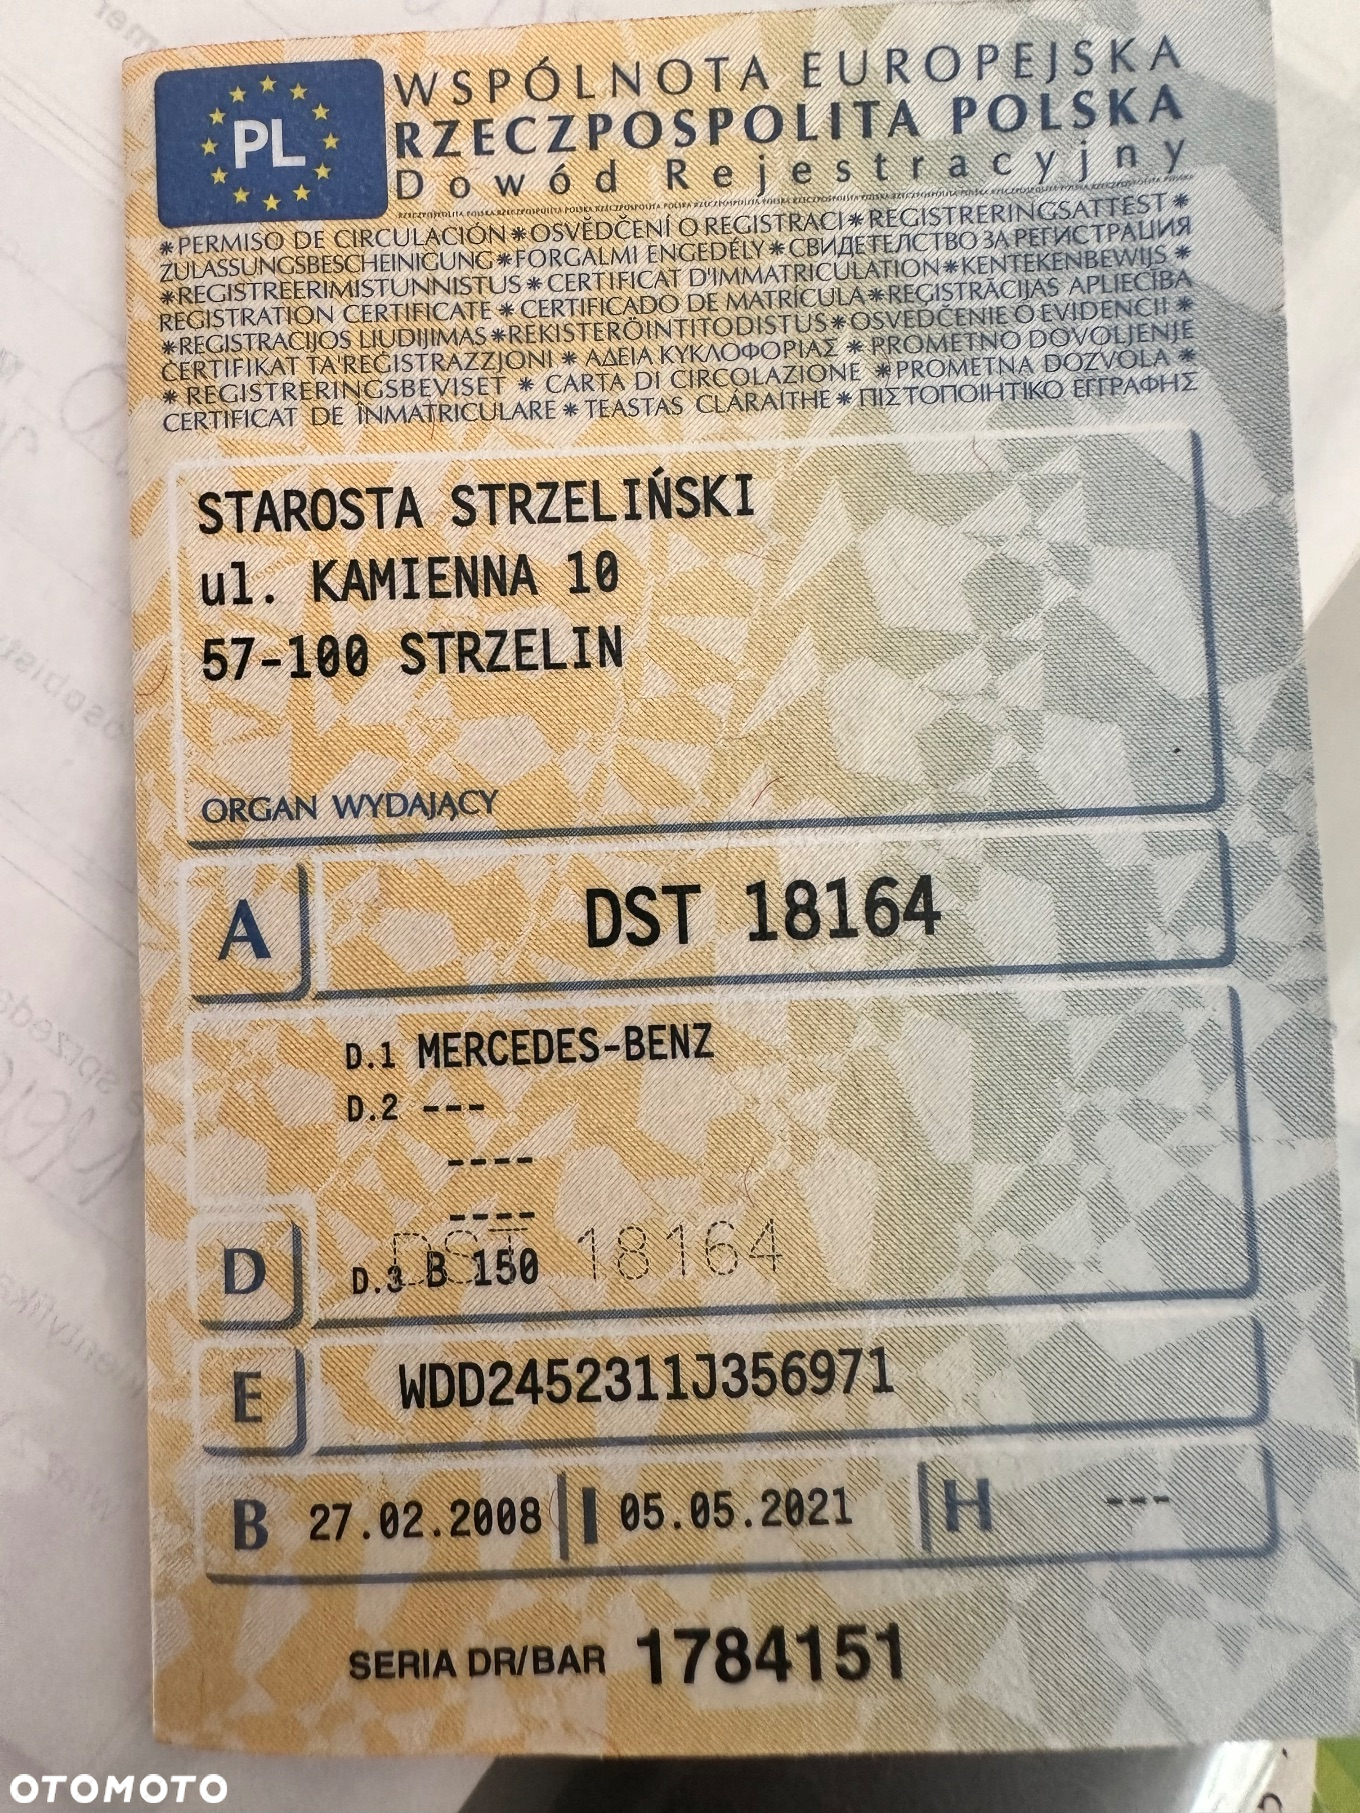 PL
WSPÓLNOTA EUROPEJSKA
RZECZPOSPOLITA POLSKA
Dowód Rejestracyjny
*PERMISO DE CIRCULACIÓN*OSVĚDČENÍ O REGISTRACI*REGISTRERINGSATTEST*
ZULASSUNGSBESCHEINIGUNG*FORGALMI ENGEDÉLY*СВИДЕТЕЛСТВО ЗА РЕГИСТРАЦИЯ
*REGISTREERIMISTUNNISTUS*CERTIFICAT D'IMMATRICULATION*KENTEKENBEWIJS*
REGISTRATION CERTIFICATE*CERTIFICADO DE MATRÍCULA*REGISTRĀCIJAS APLIECĪBA
*REGISTRACIJOS LIUDIJIMAS*REKISTERÖINTITODISTUS*OSVEDČENIE O EVIDENCII*
ĊERTIFIKAT TA'REĠISTRAZZJONI*ΑΔΕΙΑ ΚΥΚΛΟΦΟΡΙΑΣ*PROMETNO DOVOLJENJE
*REGISTRERINGSBEVISET*CARTA DI CIRCOLAZIONE*PROMETNA DOZVOLA*
CERTIFICAT DE ÎNMATRICULARE*TEASTAS CLÁRAITHE*ΠΙΣΤΟΠΟΙΗΤΙΚΟ ΕΓΓΡΑΦΗΣ
STAROSTA STRZELIŃSKI
ul. KAMIENNA 10
57-100 STRZELIN
ORGAN WYDAJĄCY
A DST 18164
D.1 MERCEDES-BENZ
D.2 ---
----
----
DST 18164
D D.3 B 150
E WDD2452311J356971
B 27.02.2008 I 05.05.2021 H ---
SERIA DR/BAR 1784151
OTOMOTO